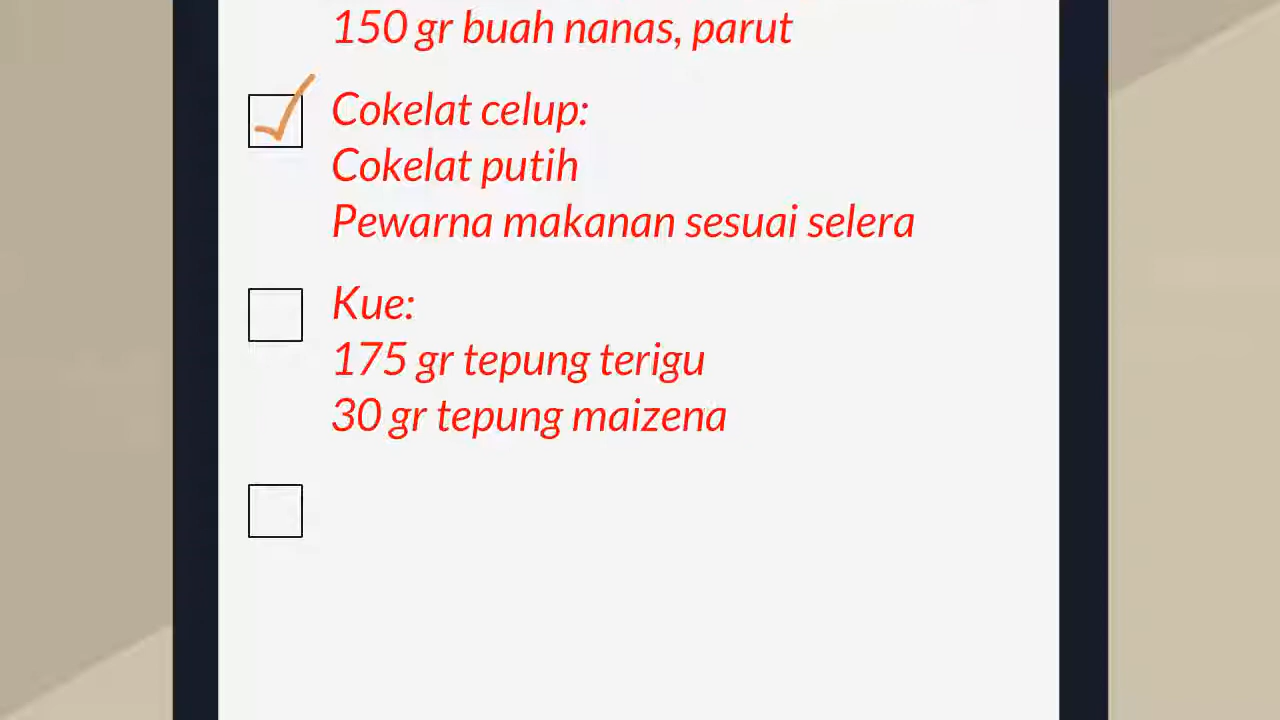 150 gr buah nanas, parut
Cokelat celup:
Cokelat putih
Pewarna makanan sesuai selera
Kue:
175 gr tepung terigu
30 gr tepung maizena